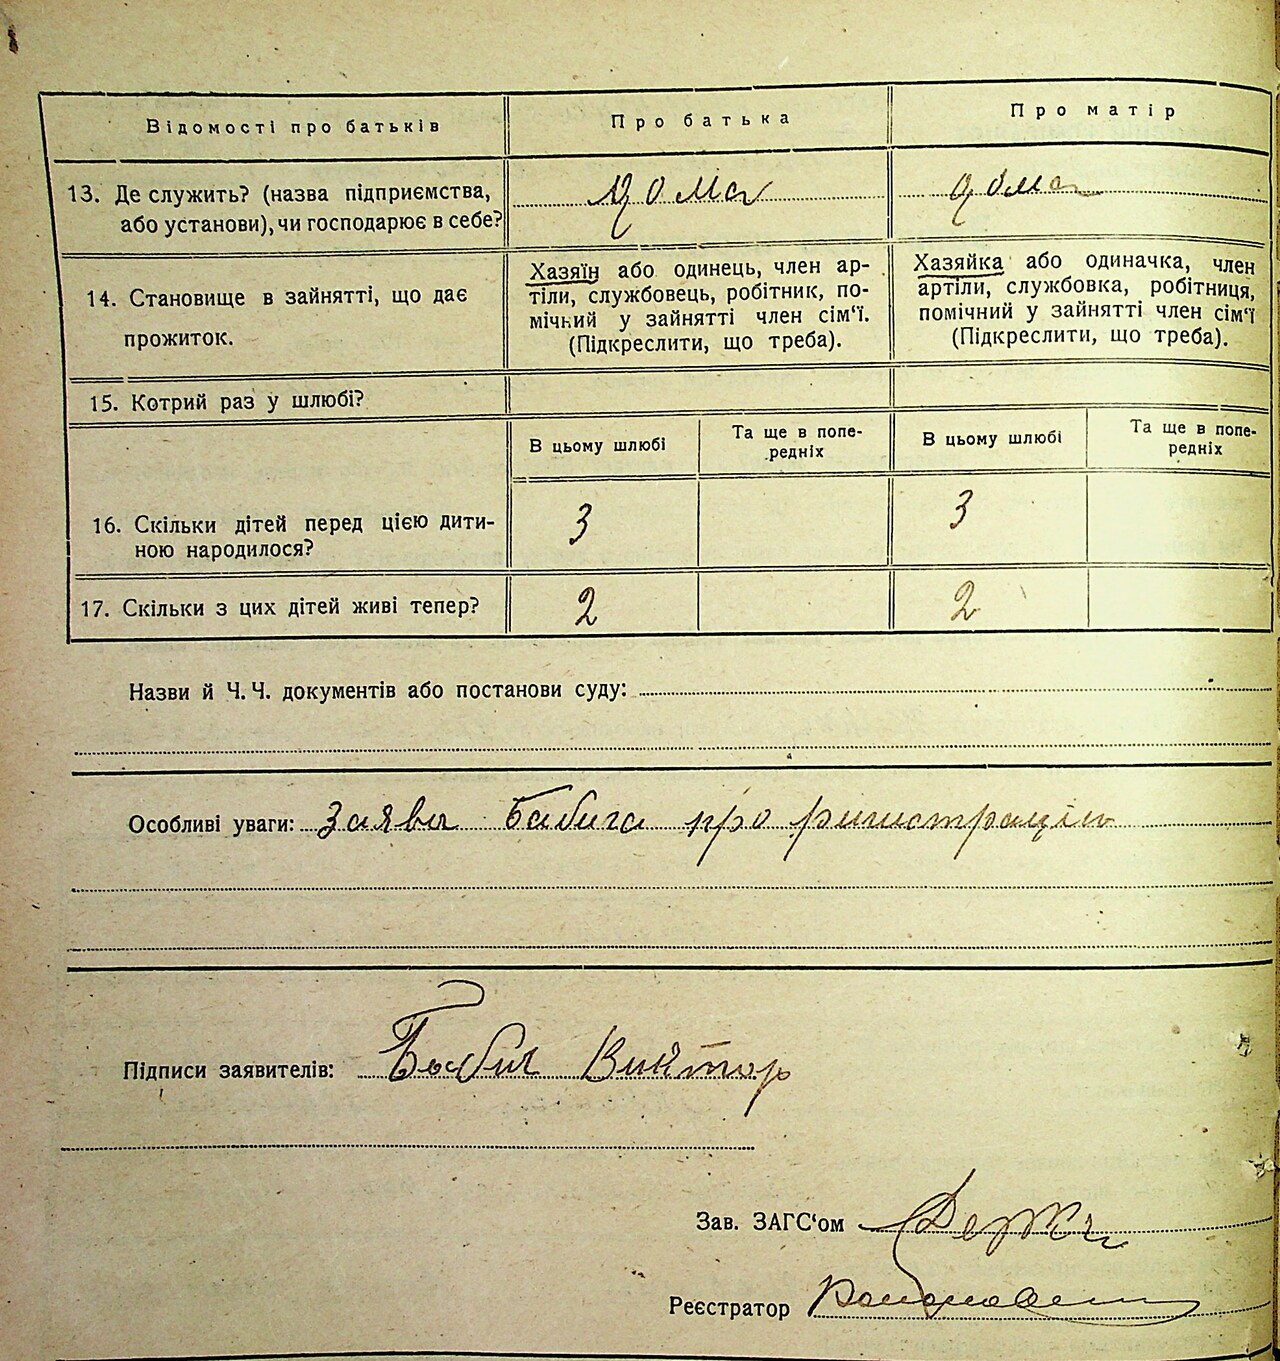 Відомості про батьків
Про батька
Про матір
13. Де служить? (назва підприємства,
або установи), чи господарює в себе?
дома
дома
14. Становище в зайнятті, що дає
прожиток.
Хазяїн або одинець, член ар-
тіли, службовець, робітник, по-
мічний у зайнятті член сім‘ї.
(Підкреслити, що треба).
Хазяйка або одиначка, член
артіли, службовка, робітниця,
помічний у зайнятті член сім‘ї
(Підкреслити, що треба).
15. Котрий раз у шлюбі?
В цьому шлюбі
Та ще в попе-
редніх
В цьому шлюбі
Та ще в попе-
редніх
16. Скільки дітей перед цією дити-
ною народилося?
3
3
17. Скільки з цих дітей живі тепер?
2
2
Назви й Ч. Ч. документів або постанови суду:
Особливі уваги: Заява Бабича про
Підписи заявителів: Бабич Виктор
Зав. ЗАГС‘ом
Реєстратор